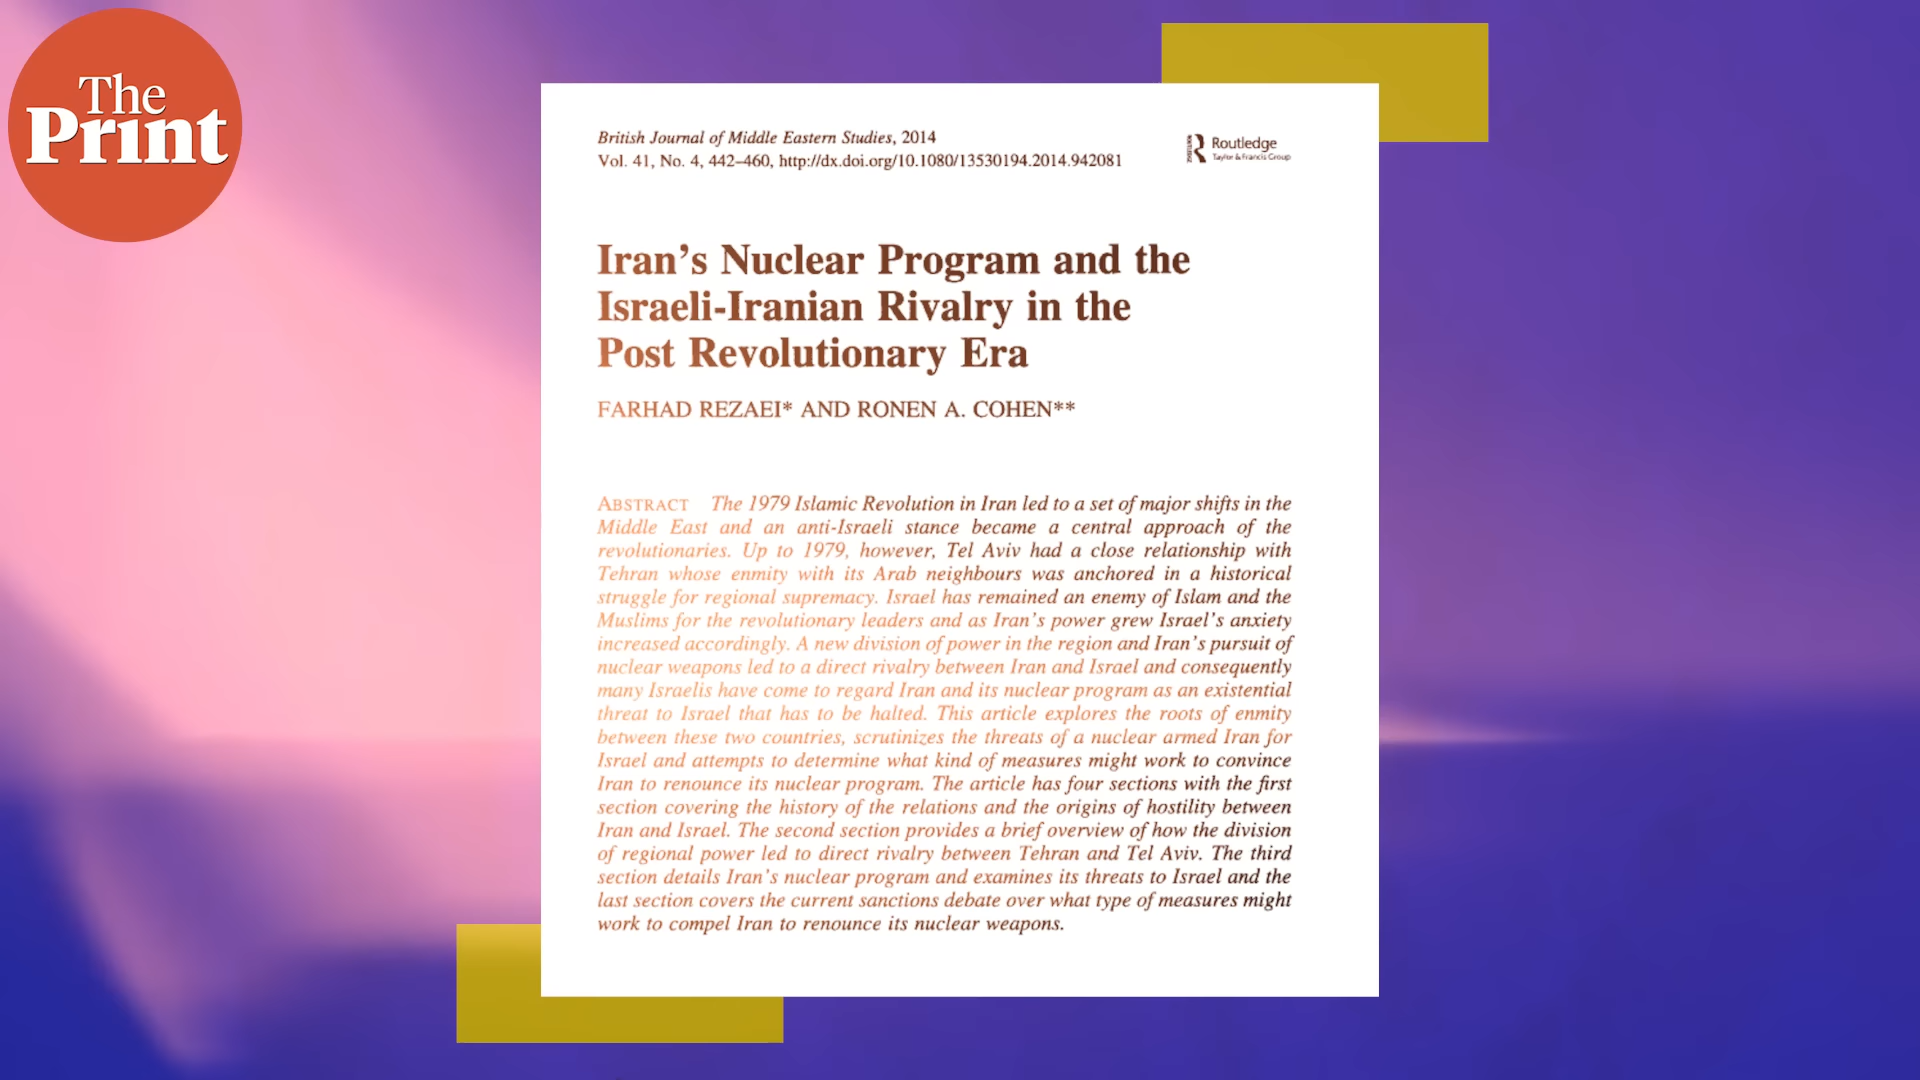 The
Print
British Journal of Middle Eastern Studies, 2014
Vol. 41, No. 4, 442–460, http://dx.doi.org/10.1080/13530194.2014.942081
ROUTLEDGE
Routledge
Taylor & Francis Group
Iran’s Nuclear Program and the
Israeli-Iranian Rivalry in the
Post Revolutionary Era
FARHAD REZAEI* AND RONEN A. COHEN**
ABSTRACT The 1979 Islamic Revolution in Iran led to a set of major shifts in the
Middle East and an anti-Israeli stance became a central approach of the
revolutionaries. Up to 1979, however, Tel Aviv had a close relationship with
Tehran whose enmity with its Arab neighbours was anchored in a historical
struggle for regional supremacy. Israel has remained an enemy of Islam and the
Muslims for the revolutionary leaders and as Iran’s power grew Israel’s anxiety
increased accordingly. A new division of power in the region and Iran’s pursuit of
nuclear weapons led to a direct rivalry between Iran and Israel and consequently
many Israelis have come to regard Iran and its nuclear program as an existential
threat to Israel that has to be halted. This article explores the roots of enmity
between these two countries, scrutinizes the threats of a nuclear armed Iran for
Israel and attempts to determine what kind of measures might work to convince
Iran to renounce its nuclear program. The article has four sections with the first
section covering the history of the relations and the origins of hostility between
Iran and Israel. The second section provides a brief overview of how the division
of regional power led to direct rivalry between Tehran and Tel Aviv. The third
section details Iran’s nuclear program and examines its threats to Israel and the
last section covers the current sanctions debate over what type of measures might
work to compel Iran to renounce its nuclear weapons.